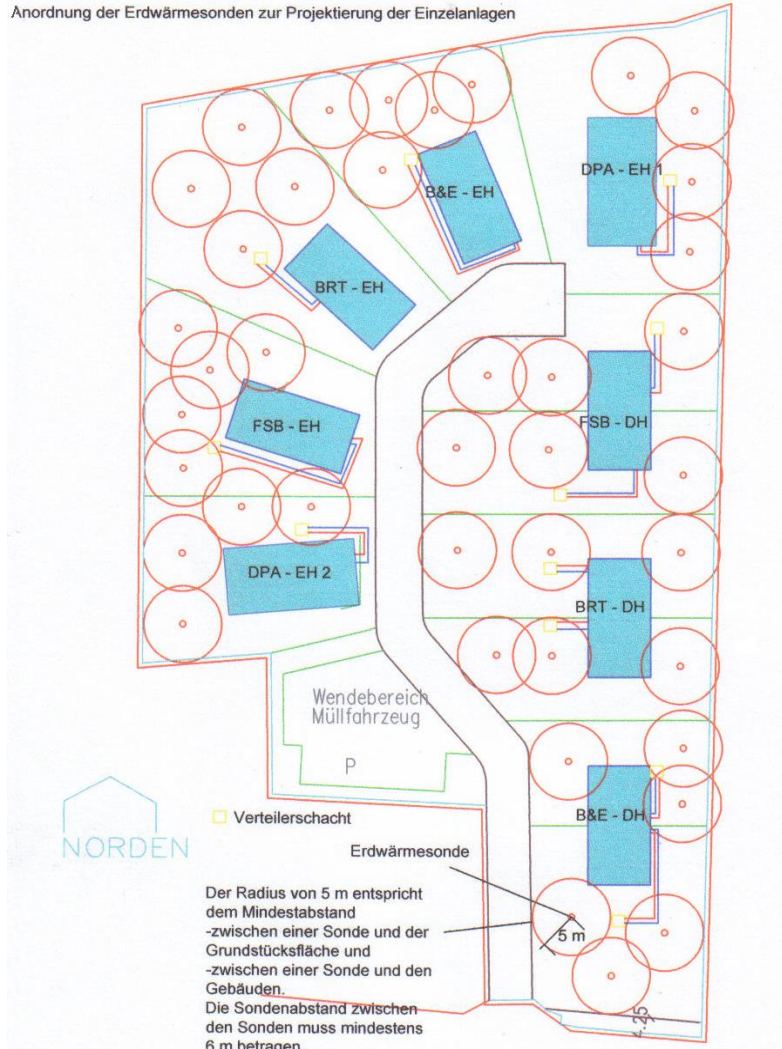 Anordnung der Erdwärmesonden zur Projektierung der Einzelanlagen
DPA - EH 1
B&E - EH
BRT - EH
FSB - EH
FSB - DH
DPA - EH 2
BRT - DH
Wendebereich
Müllfahrzeug
P
B&E - DH
NORDEN
Verteilerschacht
Erdwärmesonde
5 m
Der Radius von 5 m entspricht
dem Mindestabstand
-zwischen einer Sonde und der
Grundstücksfläche und
-zwischen einer Sonde und den
Gebäuden.
Die Sondenabstand zwischen
den Sonden muss mindestens
6 m betragen
4.25